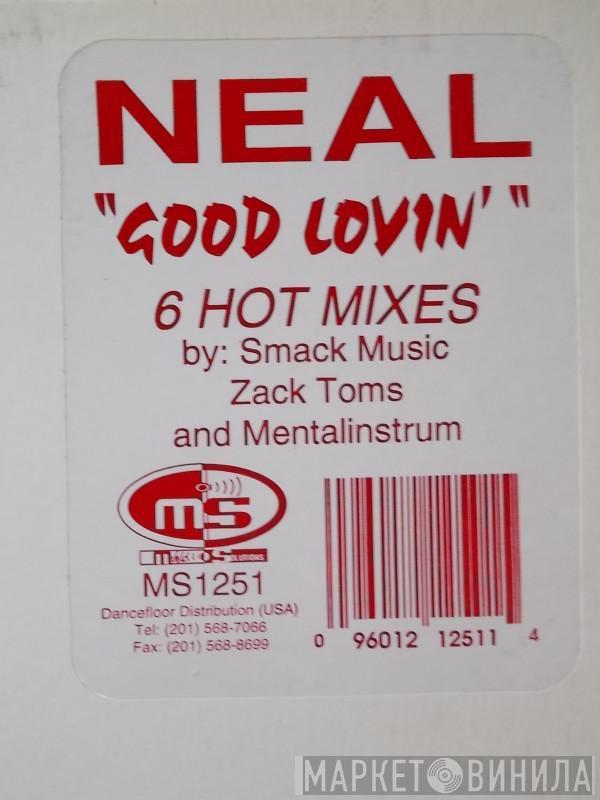 NEAL
"GOOD LOVIN' "
6 HOT MIXES
by: Smack Music
Zack Toms
and Mentalinstrum
ms
SOLUTIONS
MS1251
Dancefloor Distribution (USA)
Tel: (201) 568-7066
Fax: (201) 568-8699
0 96012 12511 4
МАРКЕТ ВИНИЛА